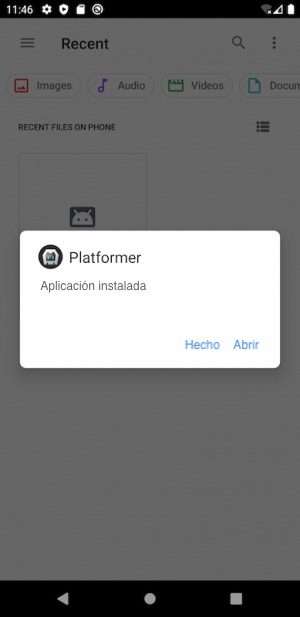 11:46
Recent
Images
Audio
Videos
Docum
RECENT FILES ON PHONE
Platformer
Aplicación instalada
Hecho
Abrir